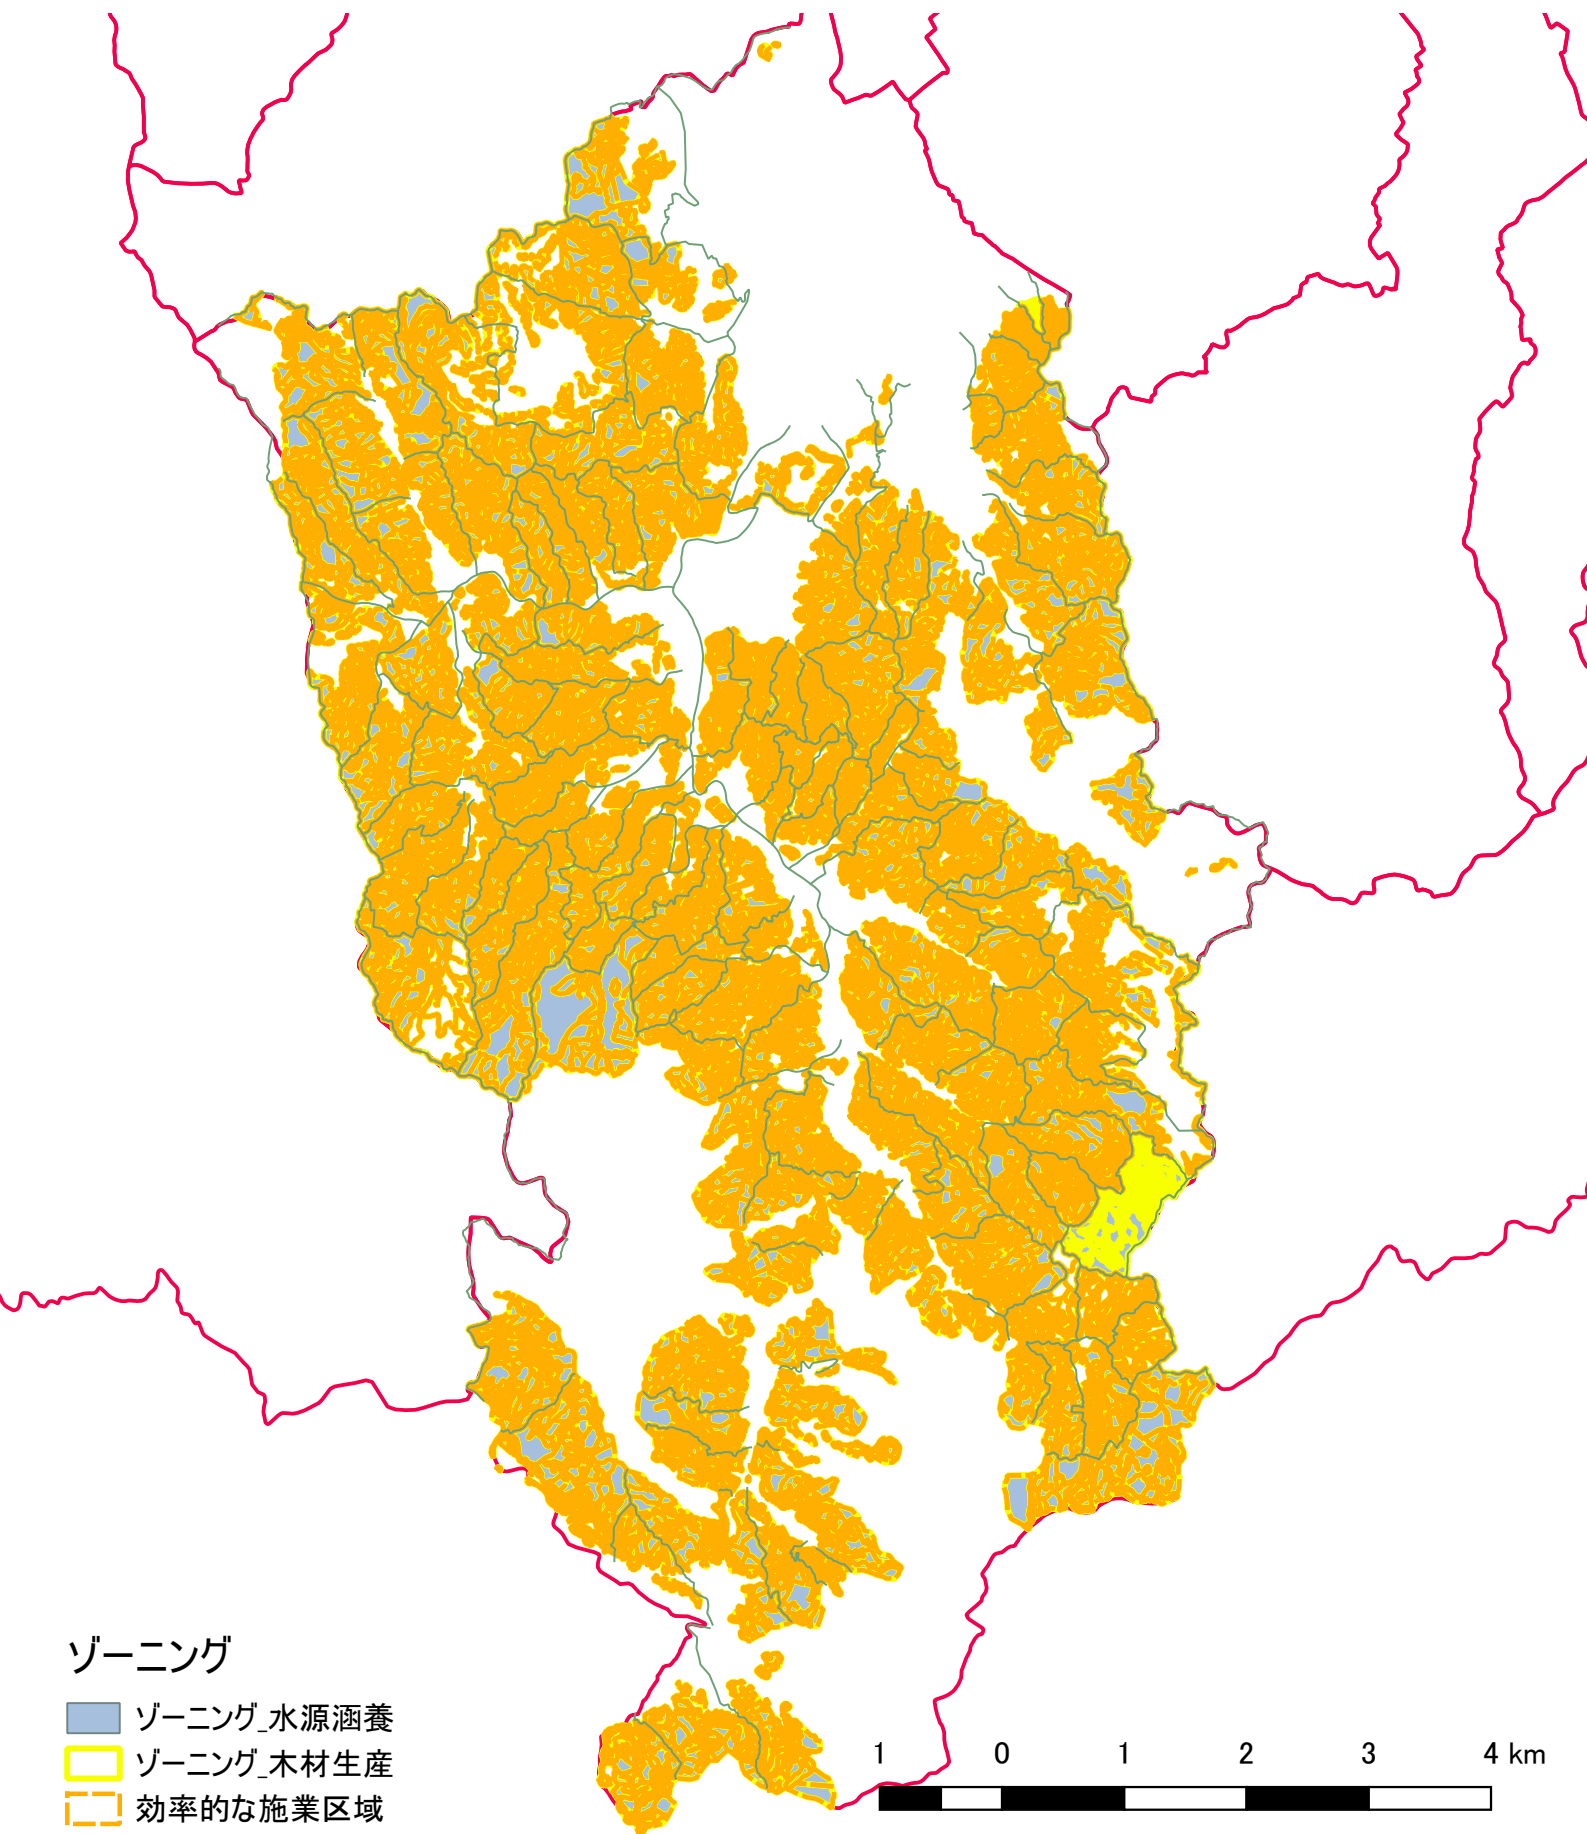 ゾーニング
ゾーニング_水源涵養
ゾーニング_木材生産
効率的な施業区域
1 0 1 2 3 4 km